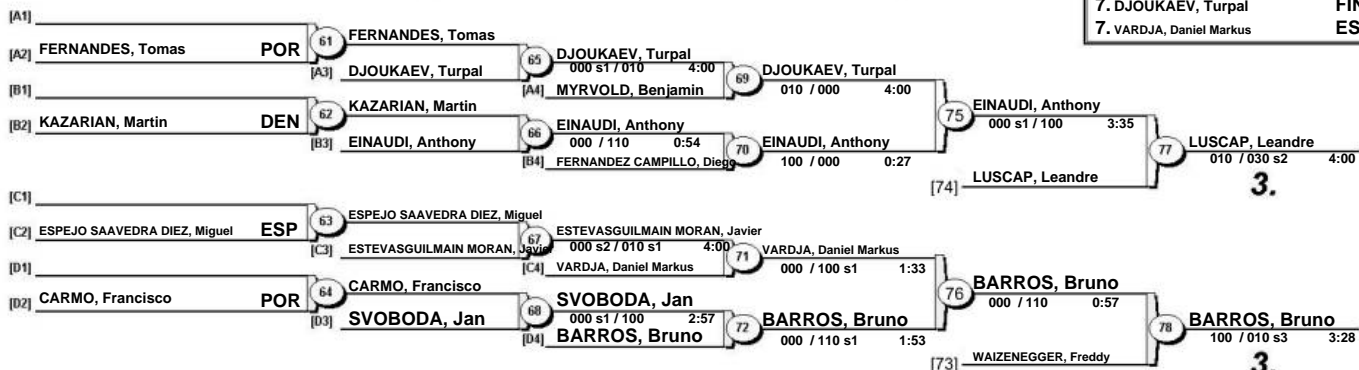 7. DJOUKAEV, Turpal FIN
7. VARDJA, Daniel Markus ES
[A1]
[A2] FERNANDES, Tomas POR
61
FERNANDES, Tomas
[A3] DJOUKAEV, Turpal
65
DJOUKAEV, Turpal
000 s1 / 010 4:00
[A4] MYRVOLD, Benjamin
69
DJOUKAEV, Turpal
010 / 000 4:00
[B1]
[B2] KAZARIAN, Martin DEN
62
KAZARIAN, Martin
[B3] EINAUDI, Anthony
66
EINAUDI, Anthony
000 / 110 0:54
[B4] FERNANDEZ CAMPILLO, Diego
70
EINAUDI, Anthony
100 / 000 0:27
75
EINAUDI, Anthony
000 s1 / 100 3:35
[74] LUSCAP, Leandre
77
LUSCAP, Leandre
010 / 030 s2 4:00
3.
[C1]
[C2] ESPEJO SAAVEDRA DIEZ, Miguel ESP
63
ESPEJO SAAVEDRA DIEZ, Miguel
[C3] ESTEVASGUILMAIN MORAN, Javier
67
ESTEVASGUILMAIN MORAN, Javier
000 s2 / 010 s1 4:00
[C4] VARDJA, Daniel Markus
71
VARDJA, Daniel Markus
000 / 100 s1 1:33
[D1]
[D2] CARMO, Francisco POR
64
CARMO, Francisco
[D3] SVOBODA, Jan
68
SVOBODA, Jan
000 s1 / 100 2:57
[D4] BARROS, Bruno
72
BARROS, Bruno
000 / 110 s1 1:53
76
BARROS, Bruno
000 / 110 0:57
[73] WAIZENEGGER, Freddy
78
BARROS, Bruno
100 / 010 s3 3:28
3.